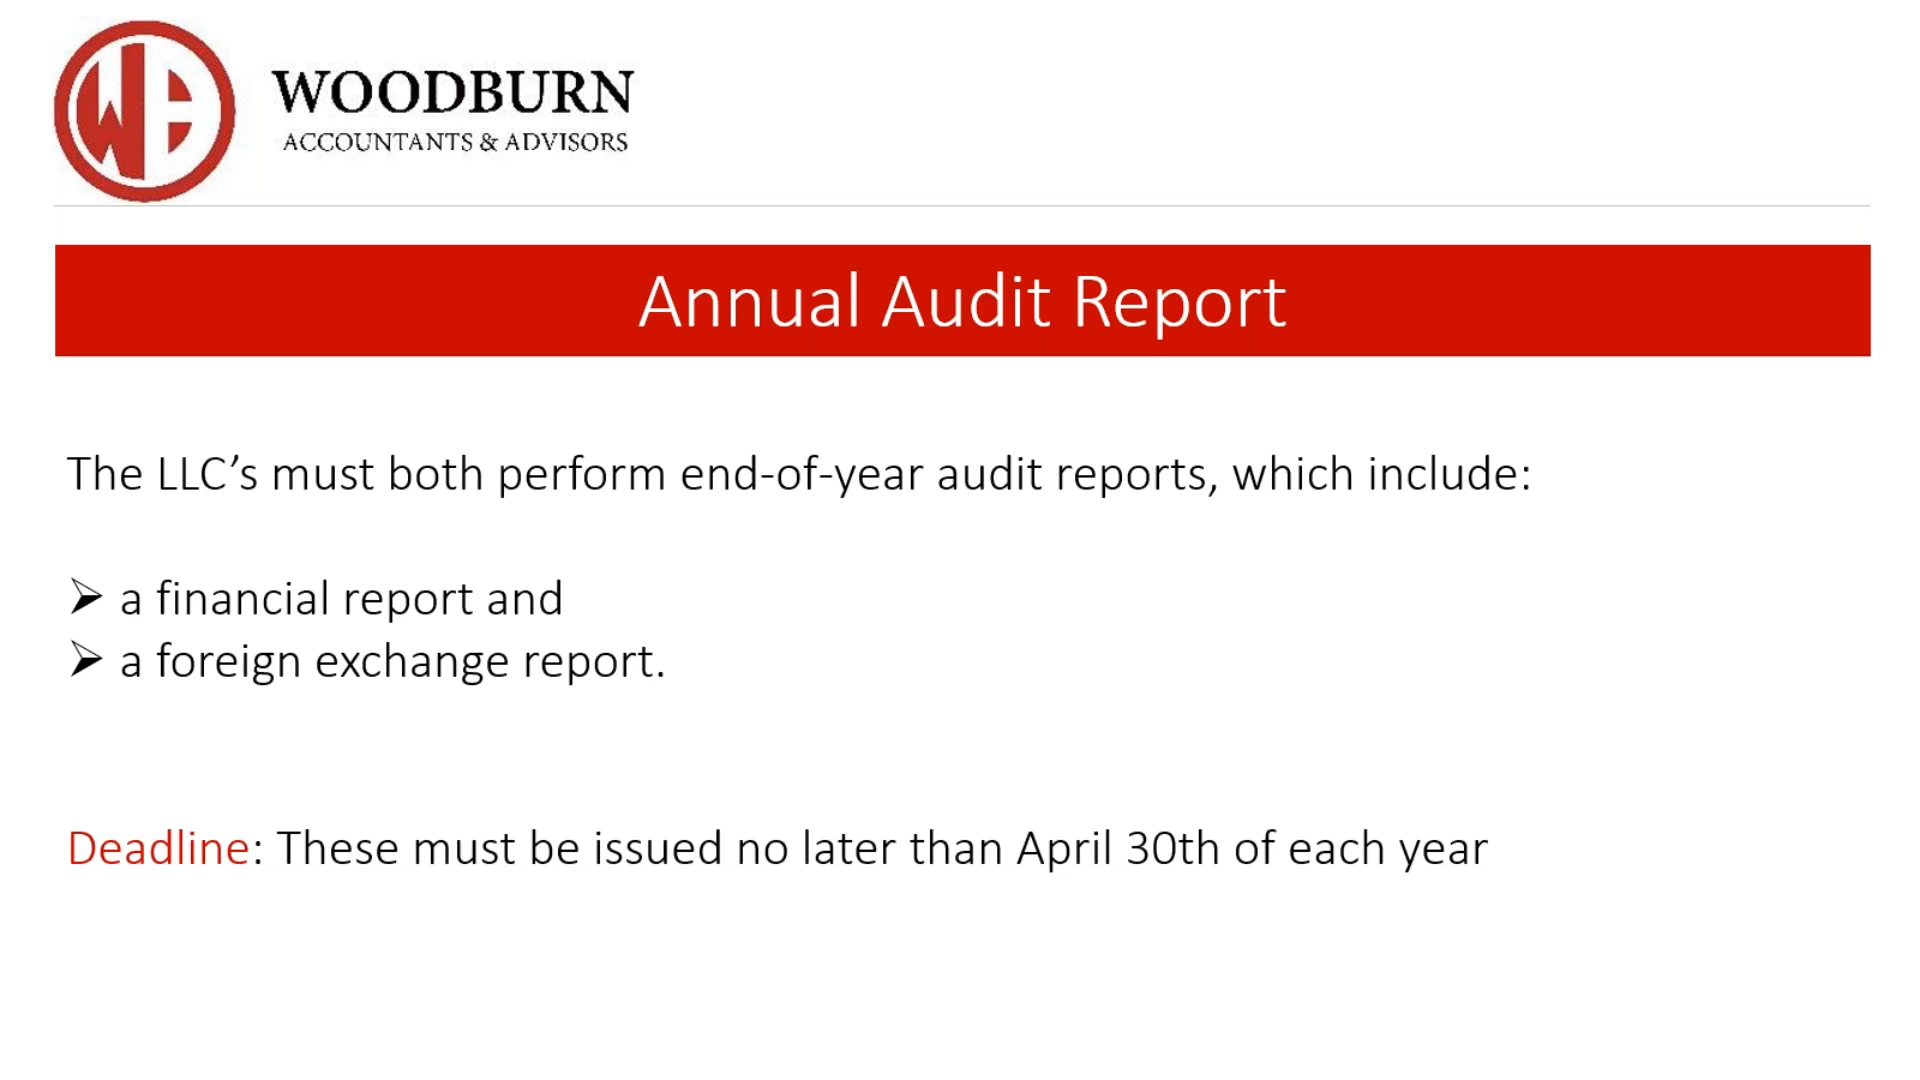 WOODBURN
ACCOUNTANTS & ADVISORS
Annual Audit Report
The LLC’s must both perform end-of-year audit reports, which include:
➢ a financial report and
➢ a foreign exchange report.
Deadline: These must be issued no later than April 30th of each year